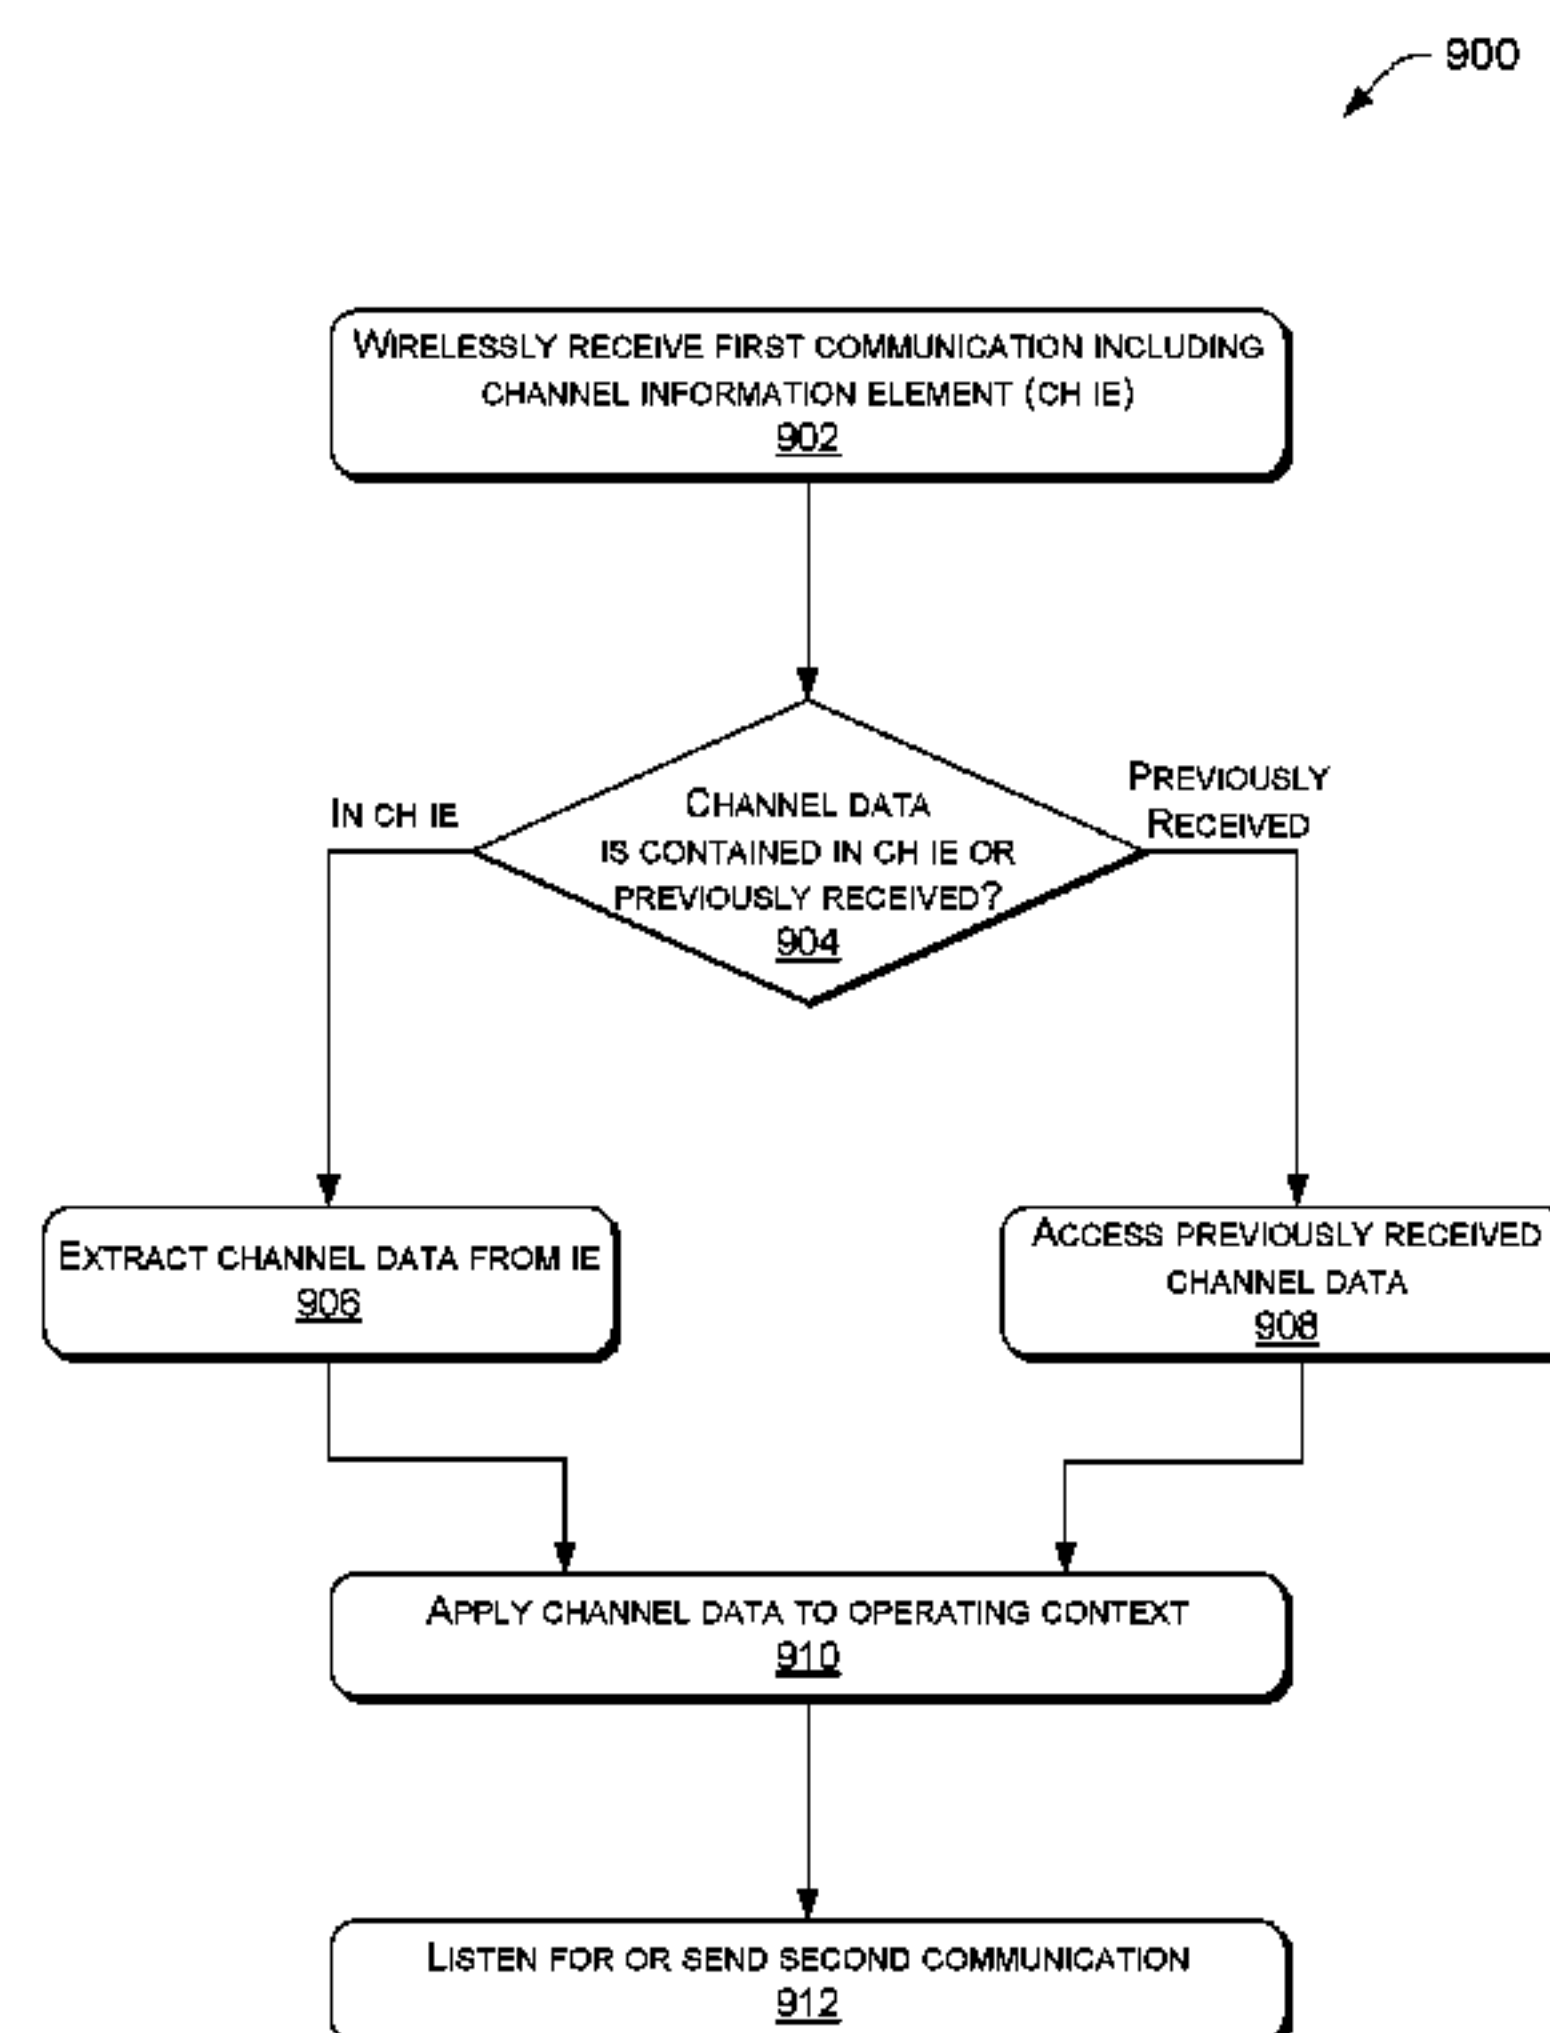 900
WIRELESSLY RECEIVE FIRST COMMUNICATION INCLUDING
CHANNEL INFORMATION ELEMENT (CH IE)
902
CHANNEL DATA
IS CONTAINED IN CH IE OR
PREVIOUSLY RECEIVED?
904
IN CH IE
PREVIOUSLY
RECEIVED
EXTRACT CHANNEL DATA FROM IE
906
ACCESS PREVIOUSLY RECEIVED
CHANNEL DATA
908
APPLY CHANNEL DATA TO OPERATING CONTEXT
910
LISTEN FOR OR SEND SECOND COMMUNICATION
912